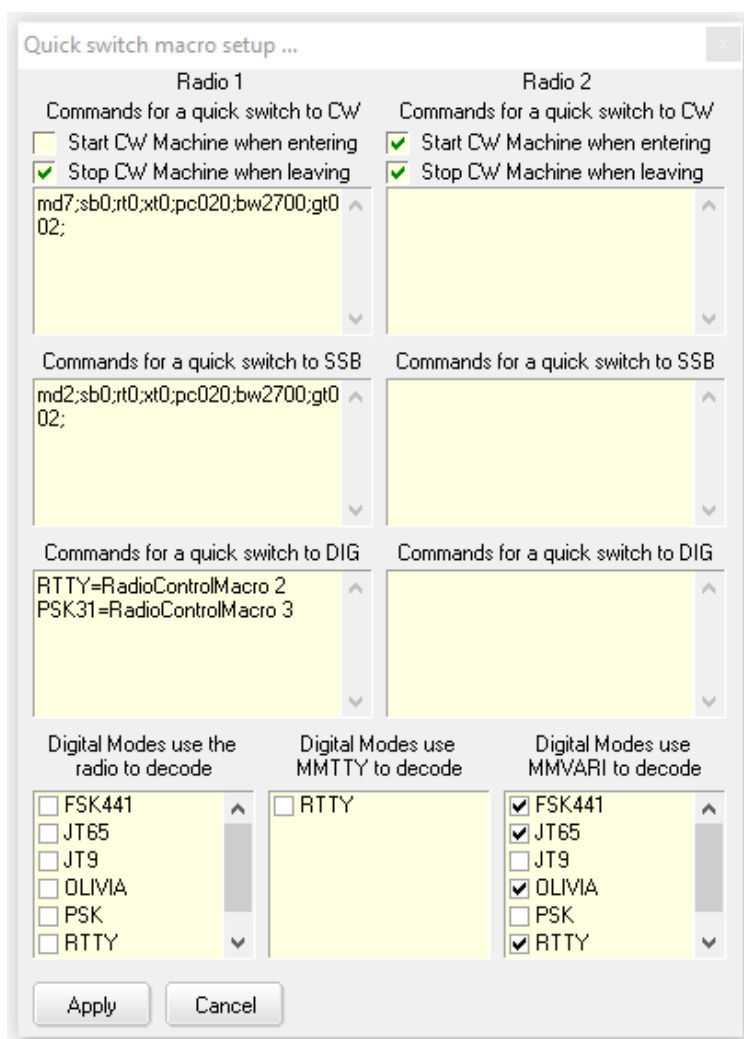 Quick switch macro setup ...
Radio 1
Commands for a quick switch to CW
Start CW Machine when entering
Stop CW Machine when leaving
md7;sb0;rt0;xt0;pc020;bw2700;gt0
02;
Commands for a quick switch to SSB
md2;sb0;rt0;xt0;pc020;bw2700;gt0
02;
Commands for a quick switch to DIG
RTTY=RadioControlMacro 2
PSK31=RadioControlMacro 3
Radio 2
Commands for a quick switch to CW
Start CW Machine when entering
Stop CW Machine when leaving
Commands for a quick switch to SSB
Commands for a quick switch to DIG
Digital Modes use the
radio to decode
FSK441
JT65
JT9
OLIVIA
PSK
RTTY
Digital Modes use
MMTTY to decode
RTTY
Digital Modes use
MMVARI to decode
FSK441
JT65
JT9
OLIVIA
PSK
RTTY
Apply
Cancel